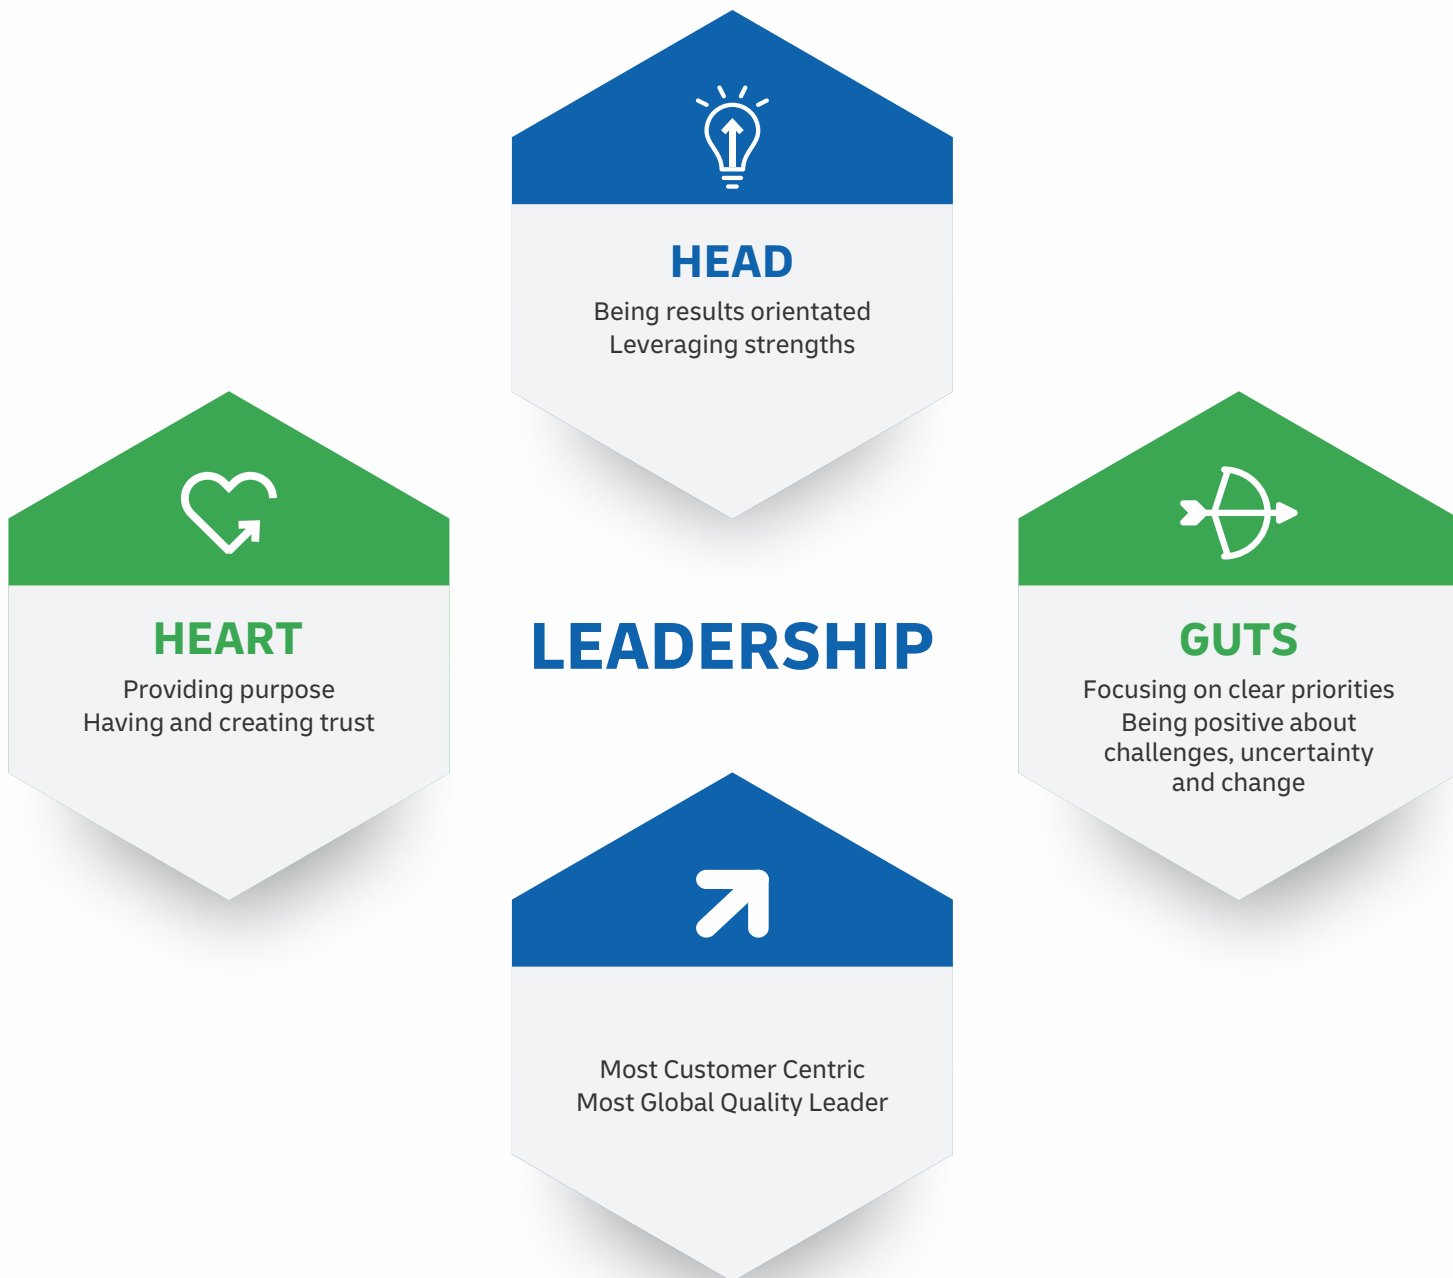 HEAD
Being results orientated
Leveraging strengths
HEART
Providing purpose
Having and creating trust
LEADERSHIP
GUTS
Focusing on clear priorities
Being positive about
challenges, uncertainty
and change
Most Customer Centric
Most Global Quality Leader